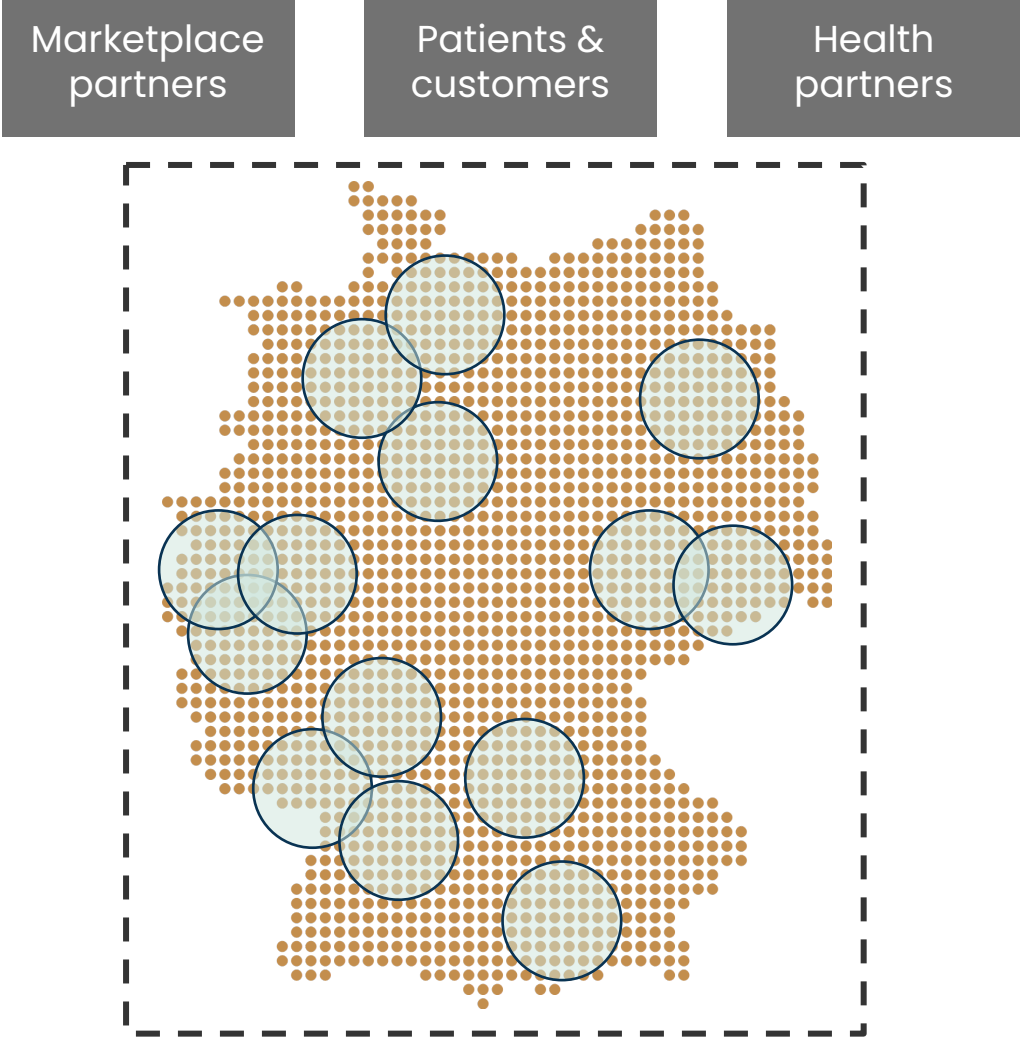 Marketplace
partners
Patients &
customers
Health
partners